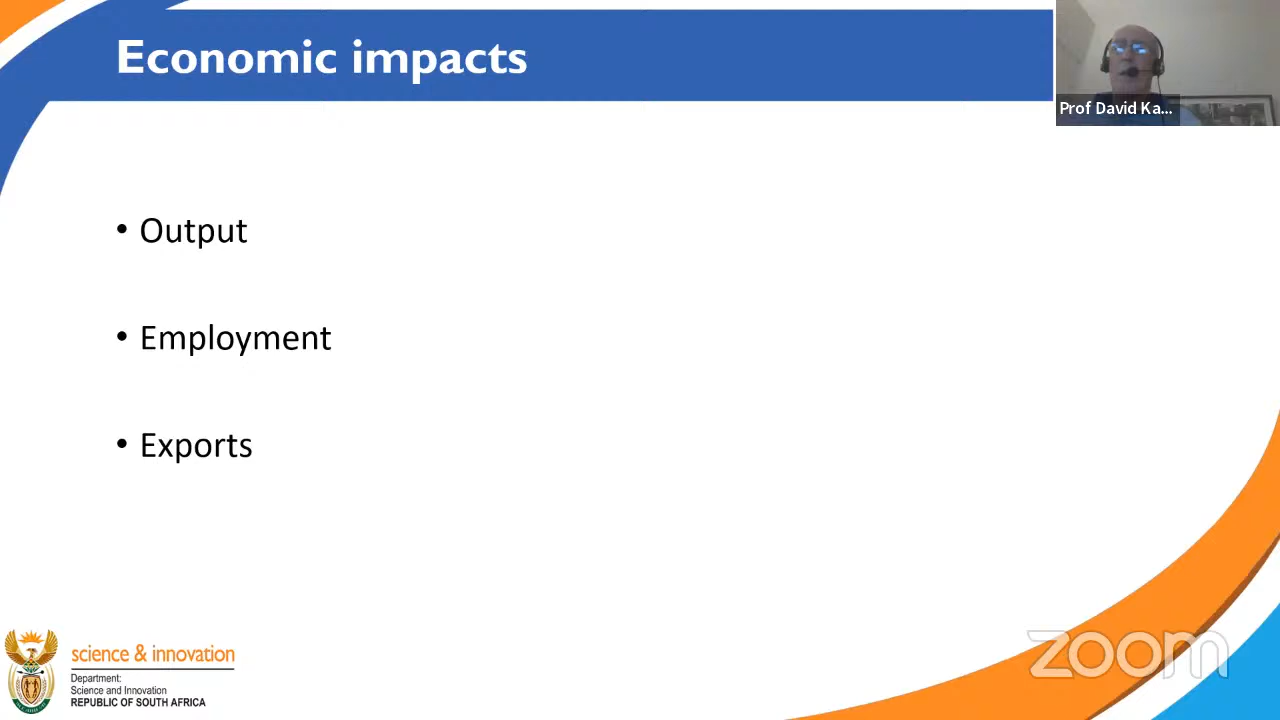 Economic impacts
Prof David Ka...
• Output
• Employment
• Exports
science & innovation
Department:
Science and Innovation
REPUBLIC OF SOUTH AFRICA
zoom